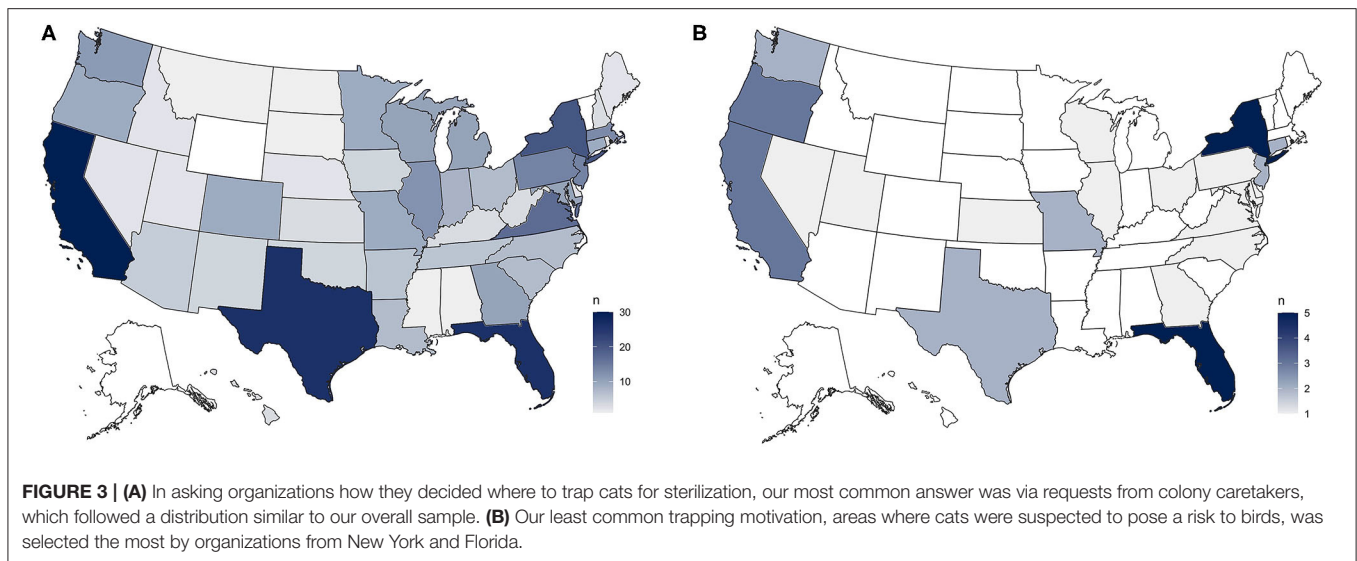 A
B
n
30
20
10
n
5
4
3
2
1
FIGURE 3 | (A) In asking organizations how they decided where to trap cats for sterilization, our most common answer was via requests from colony caretakers,
which followed a distribution similar to our overall sample. (B) Our least common trapping motivation, areas where cats were suspected to pose a risk to birds, was
selected the most by organizations from New York and Florida.